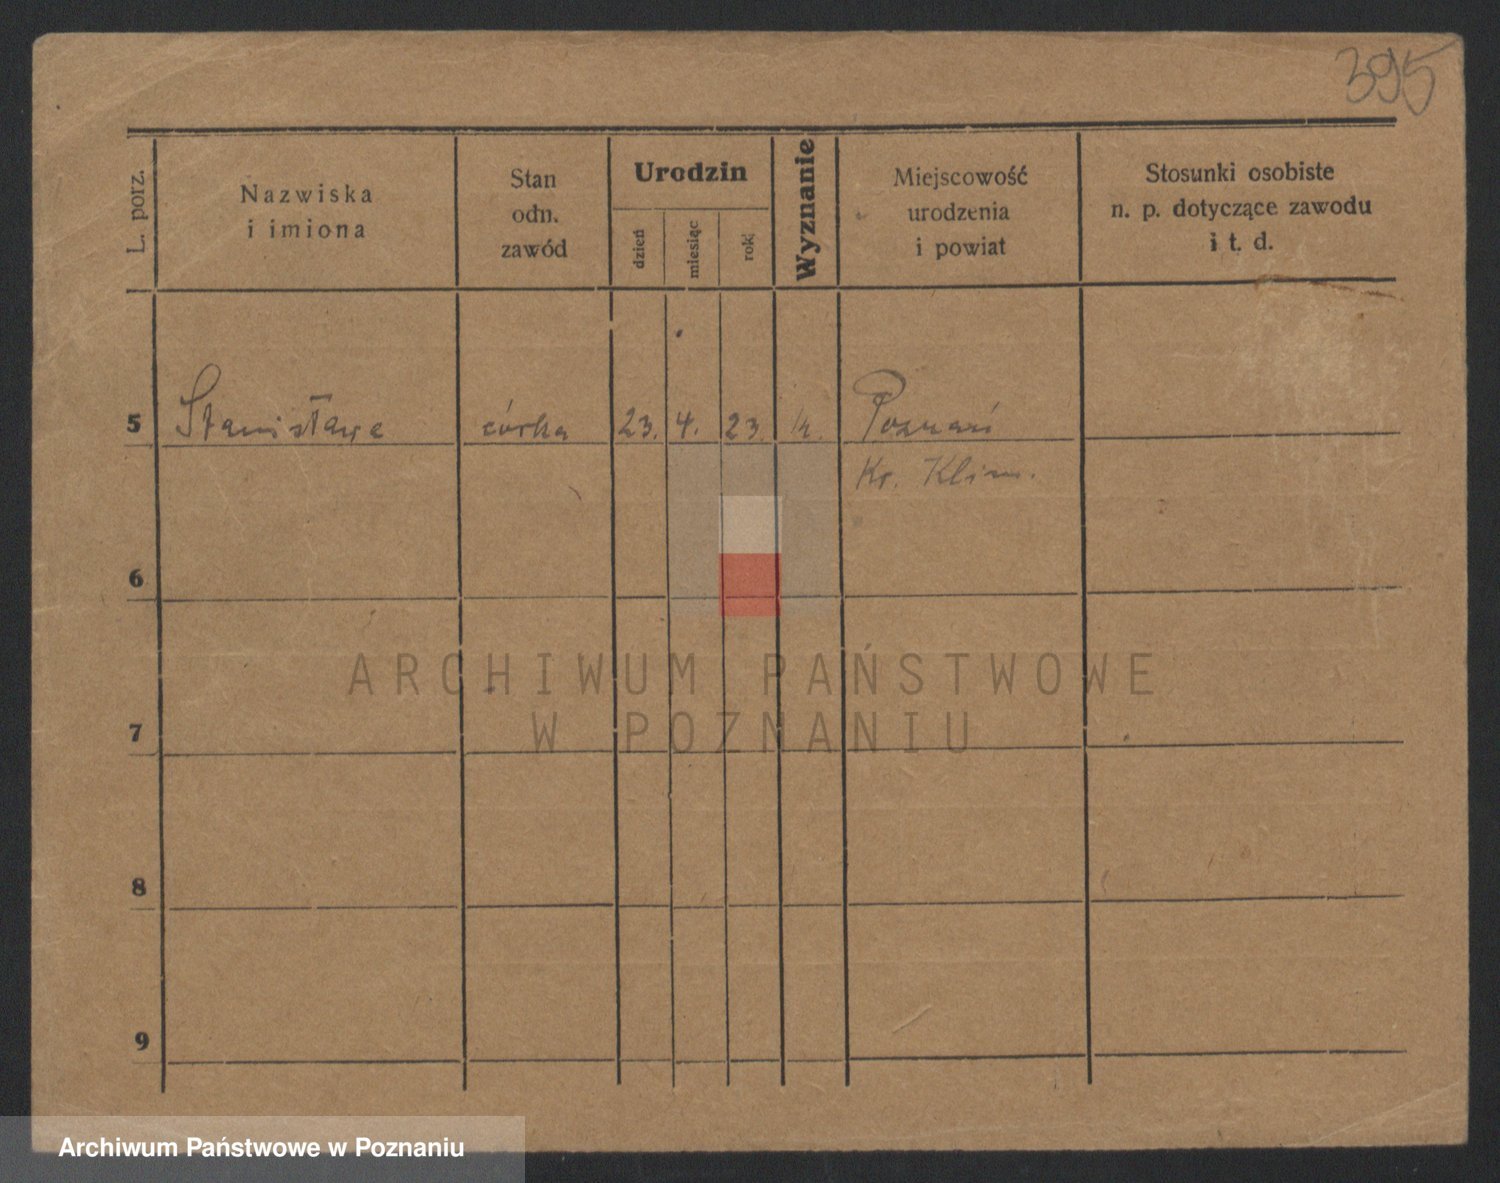 395
L. porz.
Nazwiska
i imiona
Stan
odn.
zawód
Urodzin
dzień
miesiąc
rok
Wyznanie
Miejscowość
urodzenia
i powiat
Stosunki osobiste
n. p. dotyczące zawodu
i t. d.
5 Stanisława córka 23. 4. 23. k. Poznań
Kr. Klim.
6
7
8
9
ARCHIWUM PAŃSTWOWE
W POZNANIU
Archiwum Państwowe w Poznaniu